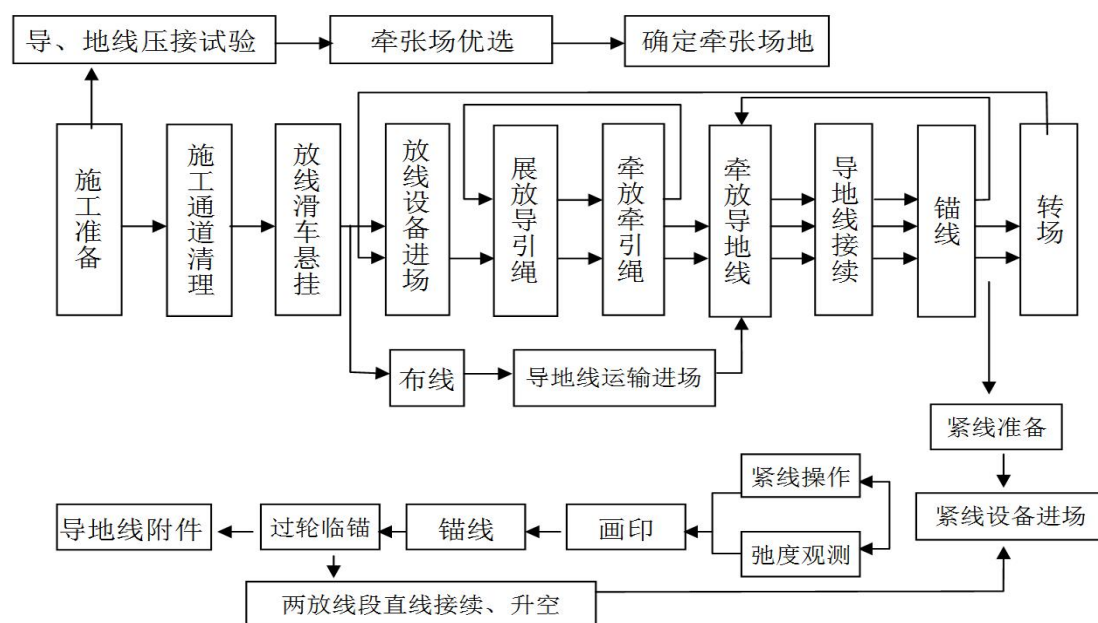 导、地线压接试验
牵张场优选
确定牵张场地
施工准备
施工通道清理
放线滑车悬挂
放线设备进场
展放导引绳
牵放牵引绳
牵放导地线
导地线接续
锚线
转场
布线
导地线运输进场
紧线准备
紧线设备进场
紧线操作
弛度观测
画印
锚线
过轮临锚
导地线附件
两放线段直线接续、升空